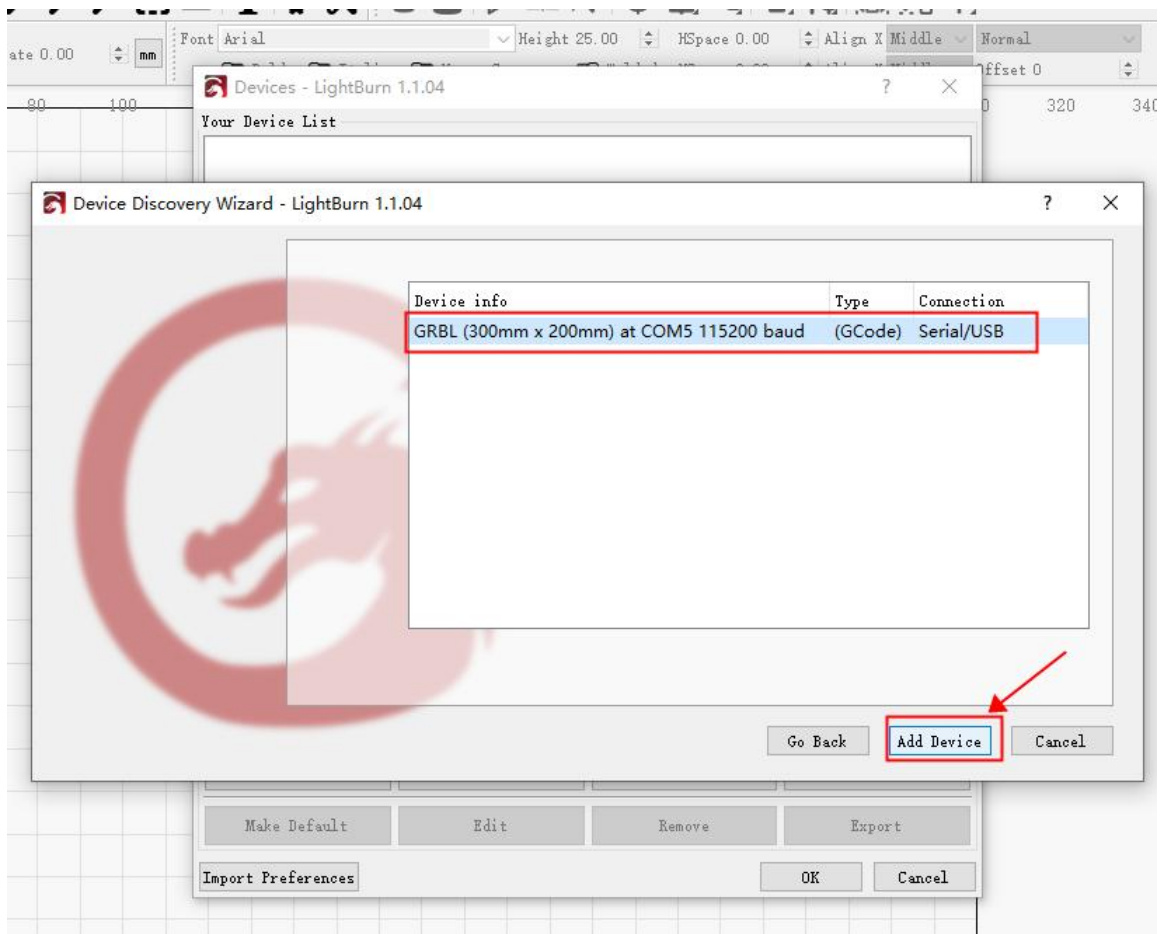 Font Arial Height 25.00 HSpace 0.00 Align X Middle Normal
ate 0.00 mm
Offset 0
Devices - LightBurn 1.1.04 ? ×
80 100 320 340
Your Device List
Device Discovery Wizard - LightBurn 1.1.04 ? ×
Device info Type Connection
GRBL (300mm x 200mm) at COM5 115200 baud (GCode) Serial/USB
Go Back Add Device Cancel
Make Default Edit Remove Export
Import Preferences OK Cancel